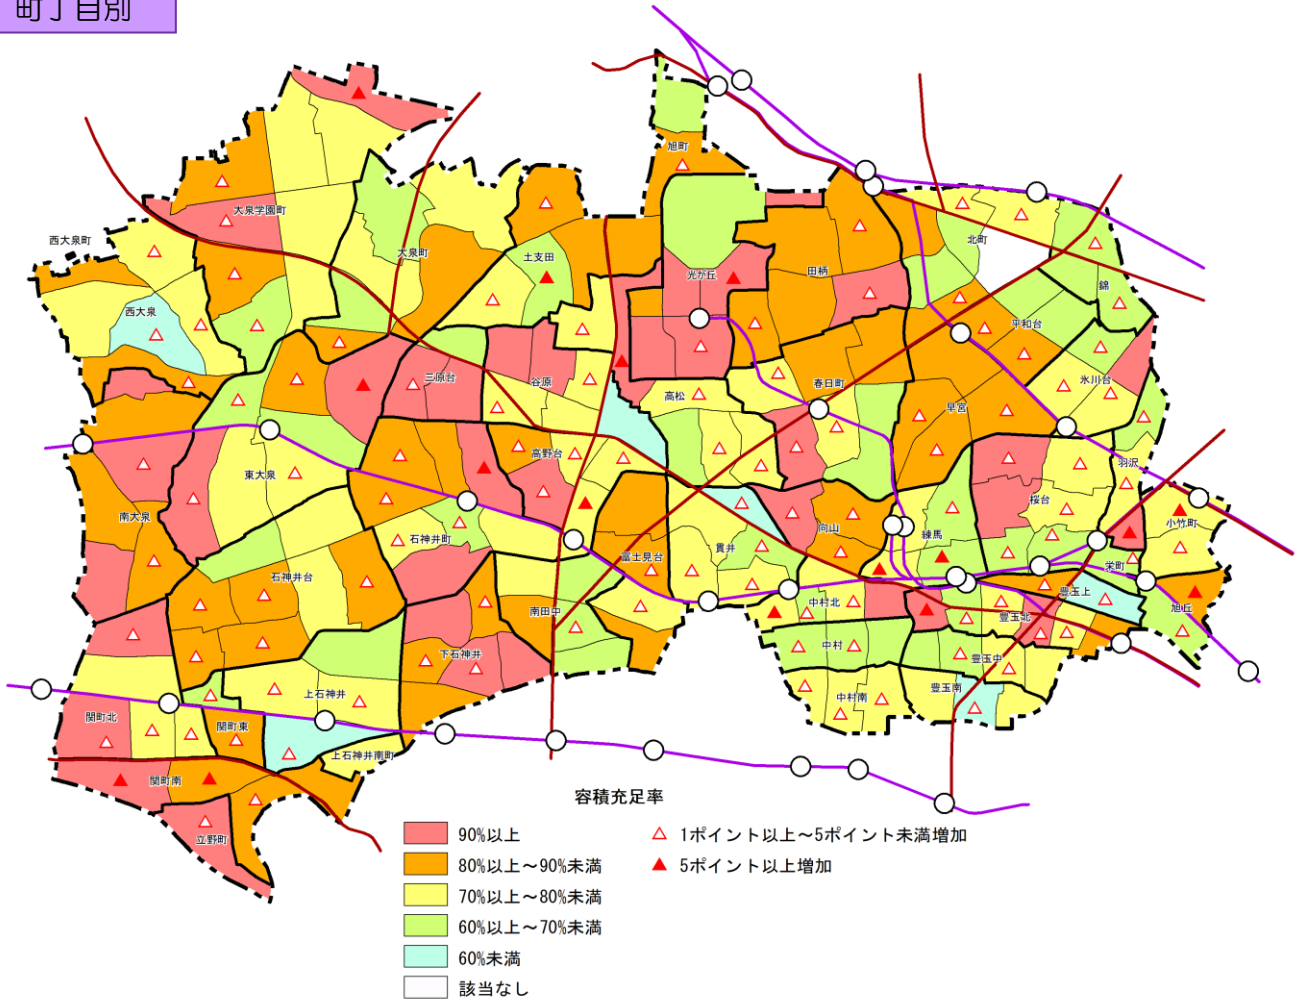 町丁目別
旭町
大泉学園町
西大泉町
大泉町
北町
土支田
光が丘
田柄
錦
西大泉
平和台
三原台
谷原
春日町
氷川台
高松
早宮
高野台
羽沢
東大泉
桜台
南大泉
向山
小竹町
練馬
石神井町
貫井
富士見台
栄町
石神井台
豊玉上
中村北
旭丘
南田中
豊玉北
中村
下石神井
豊玉中
上石神井
豊玉南
中村南
関町北
関町東
上石神井南町
関町南
立野町
容積充足率
90%以上
80%以上～90%未満
70%以上～80%未満
60%以上～70%未満
60%未満
該当なし
1ポイント以上～5ポイント未満増加
5ポイント以上増加